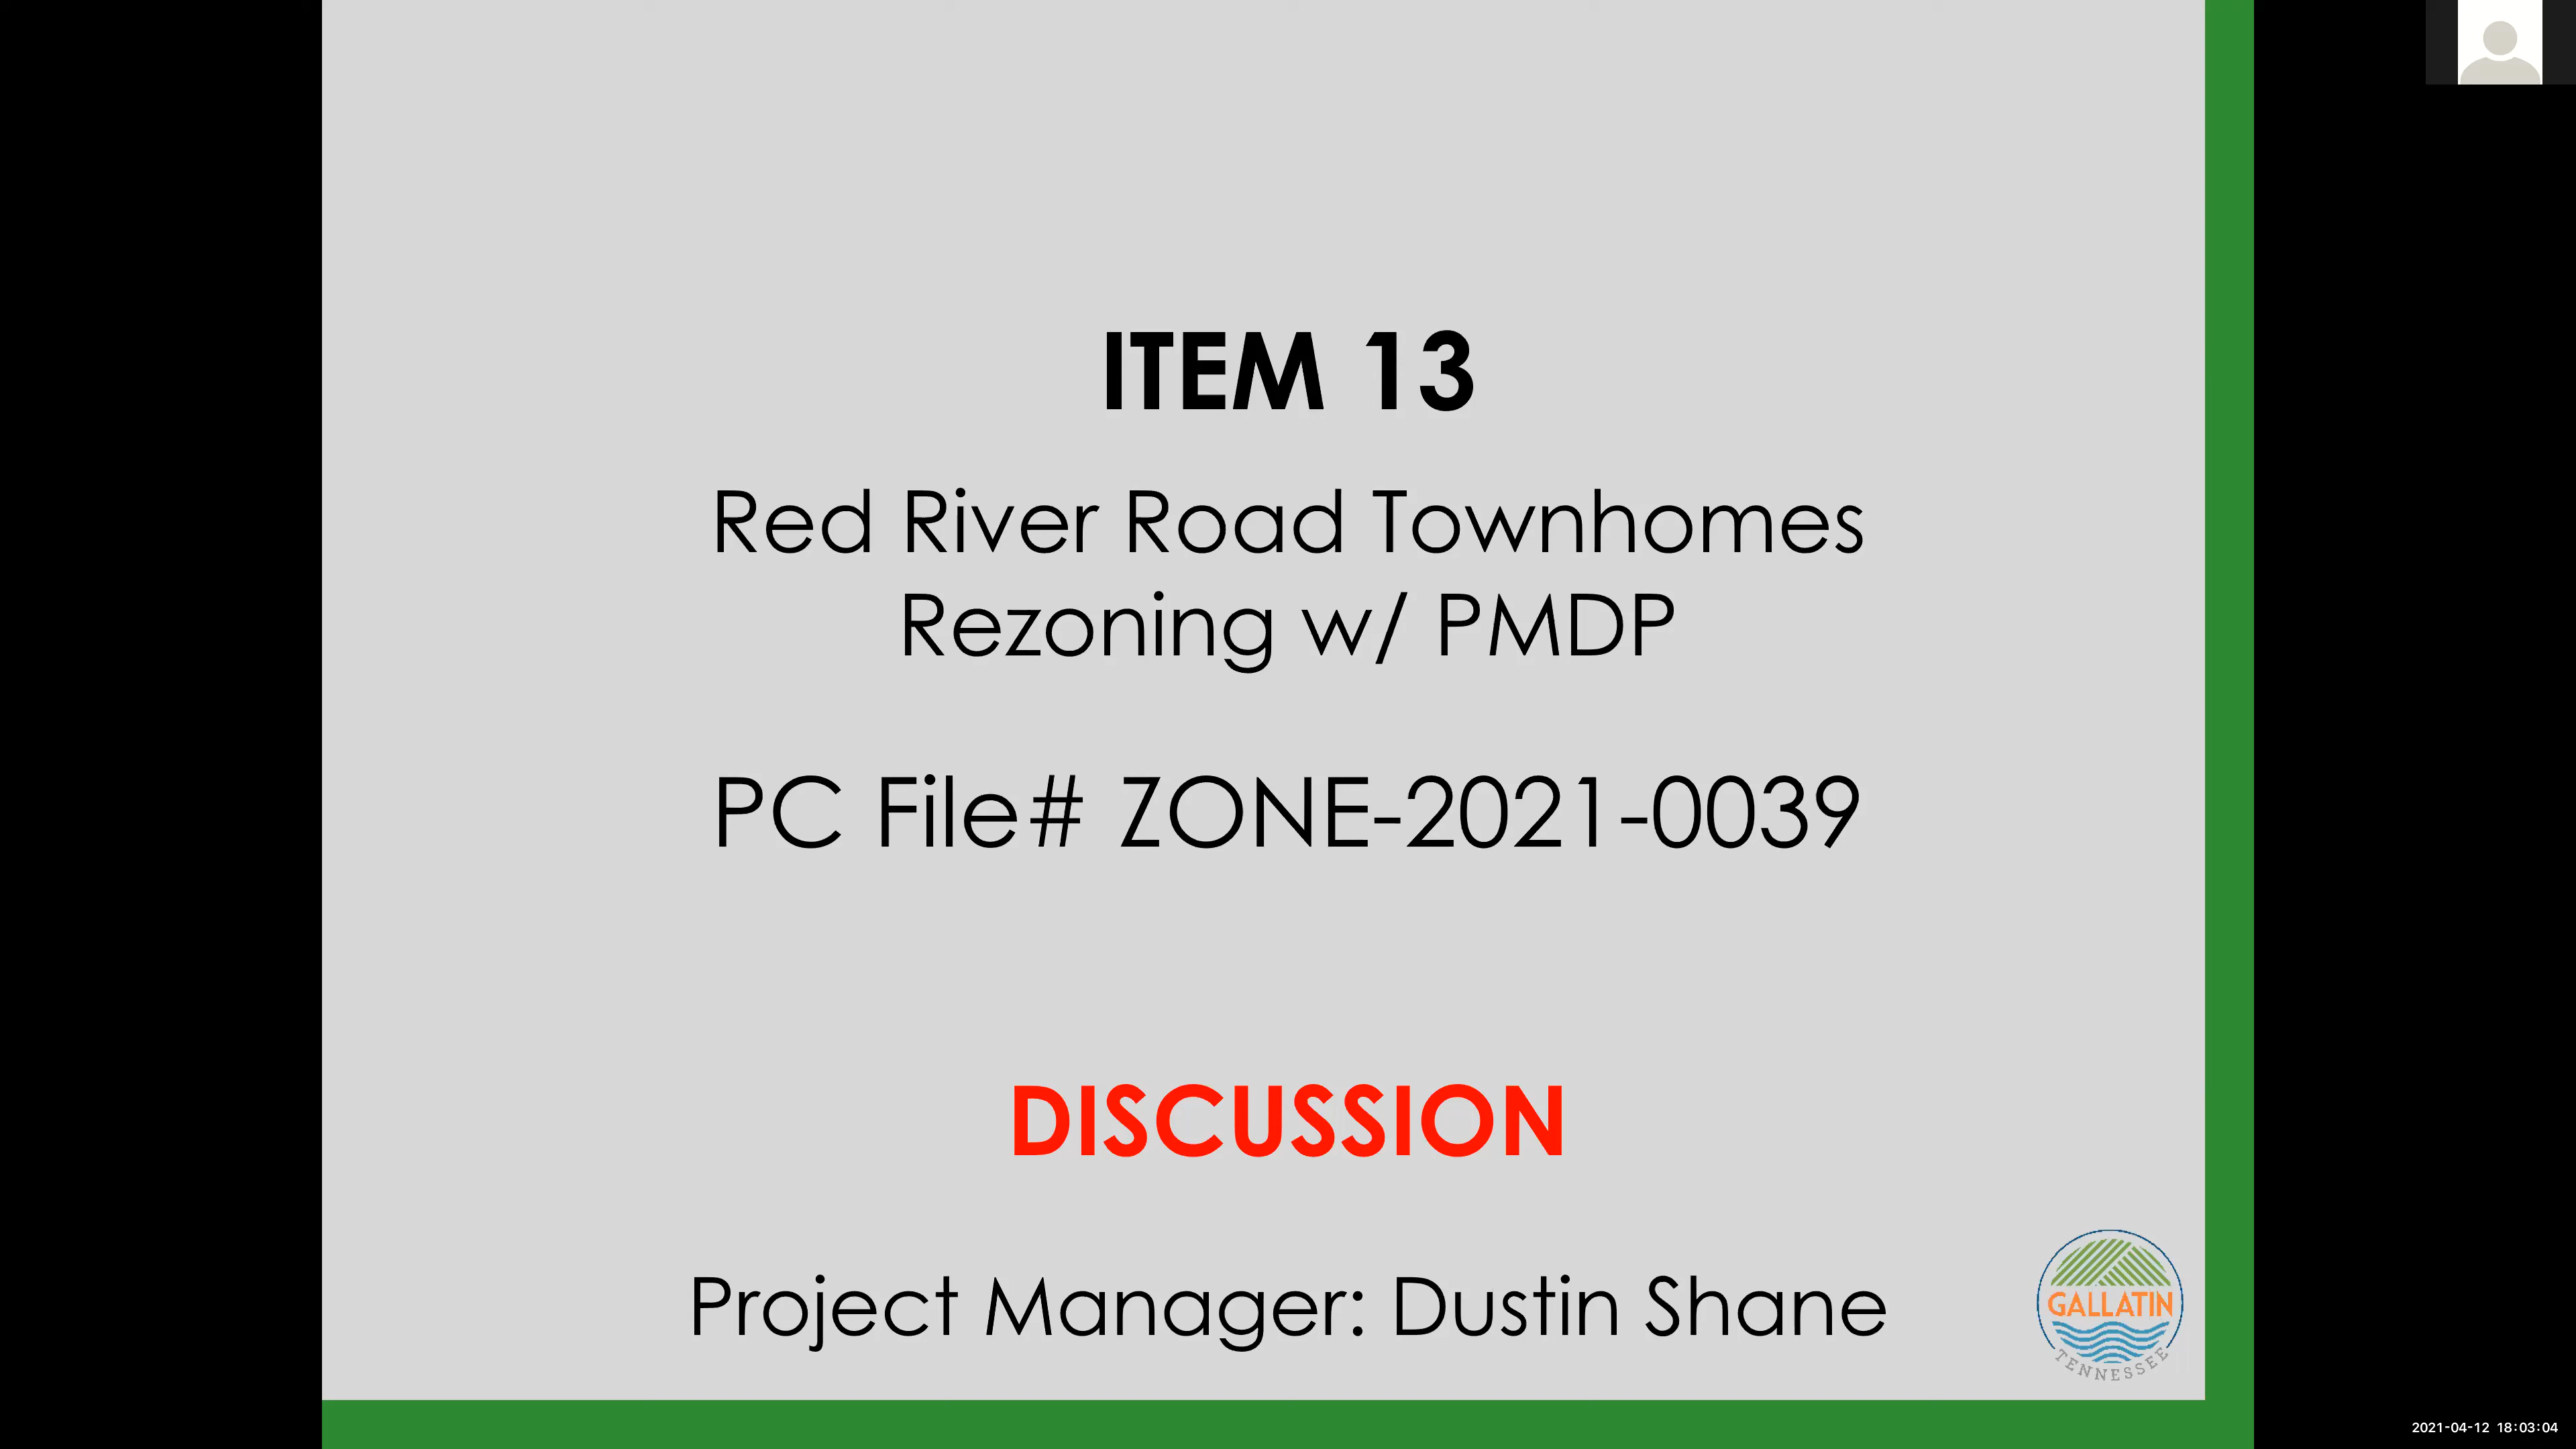 ITEM 13
Red River Road Townhomes
Rezoning w/ PMDP
PC File# ZONE-2021-0039
DISCUSSION
Project Manager: Dustin Shane
GALLATIN
TENNESSEE
2021-04-12 18:03:04